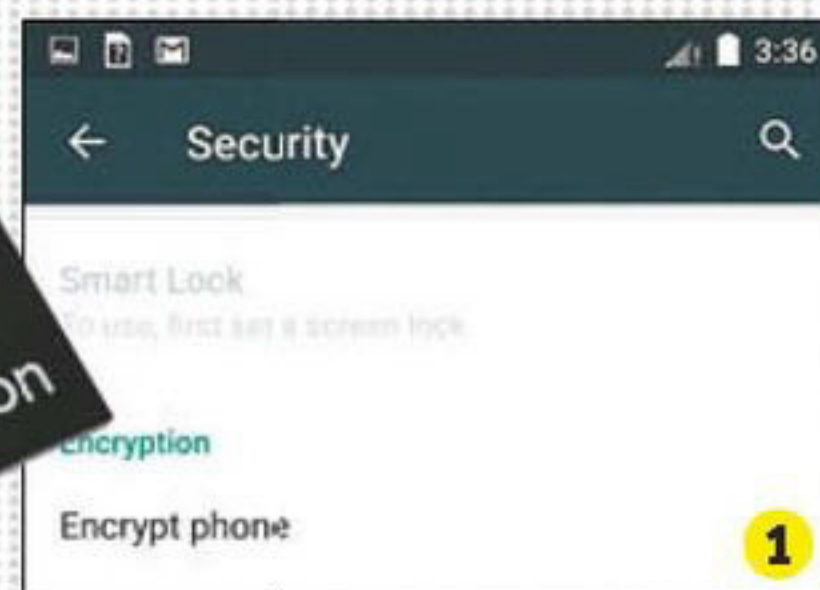 3:36
Security
Smart Lock
To use, first set a screen lock
on
Encryption
Encrypt phone
1